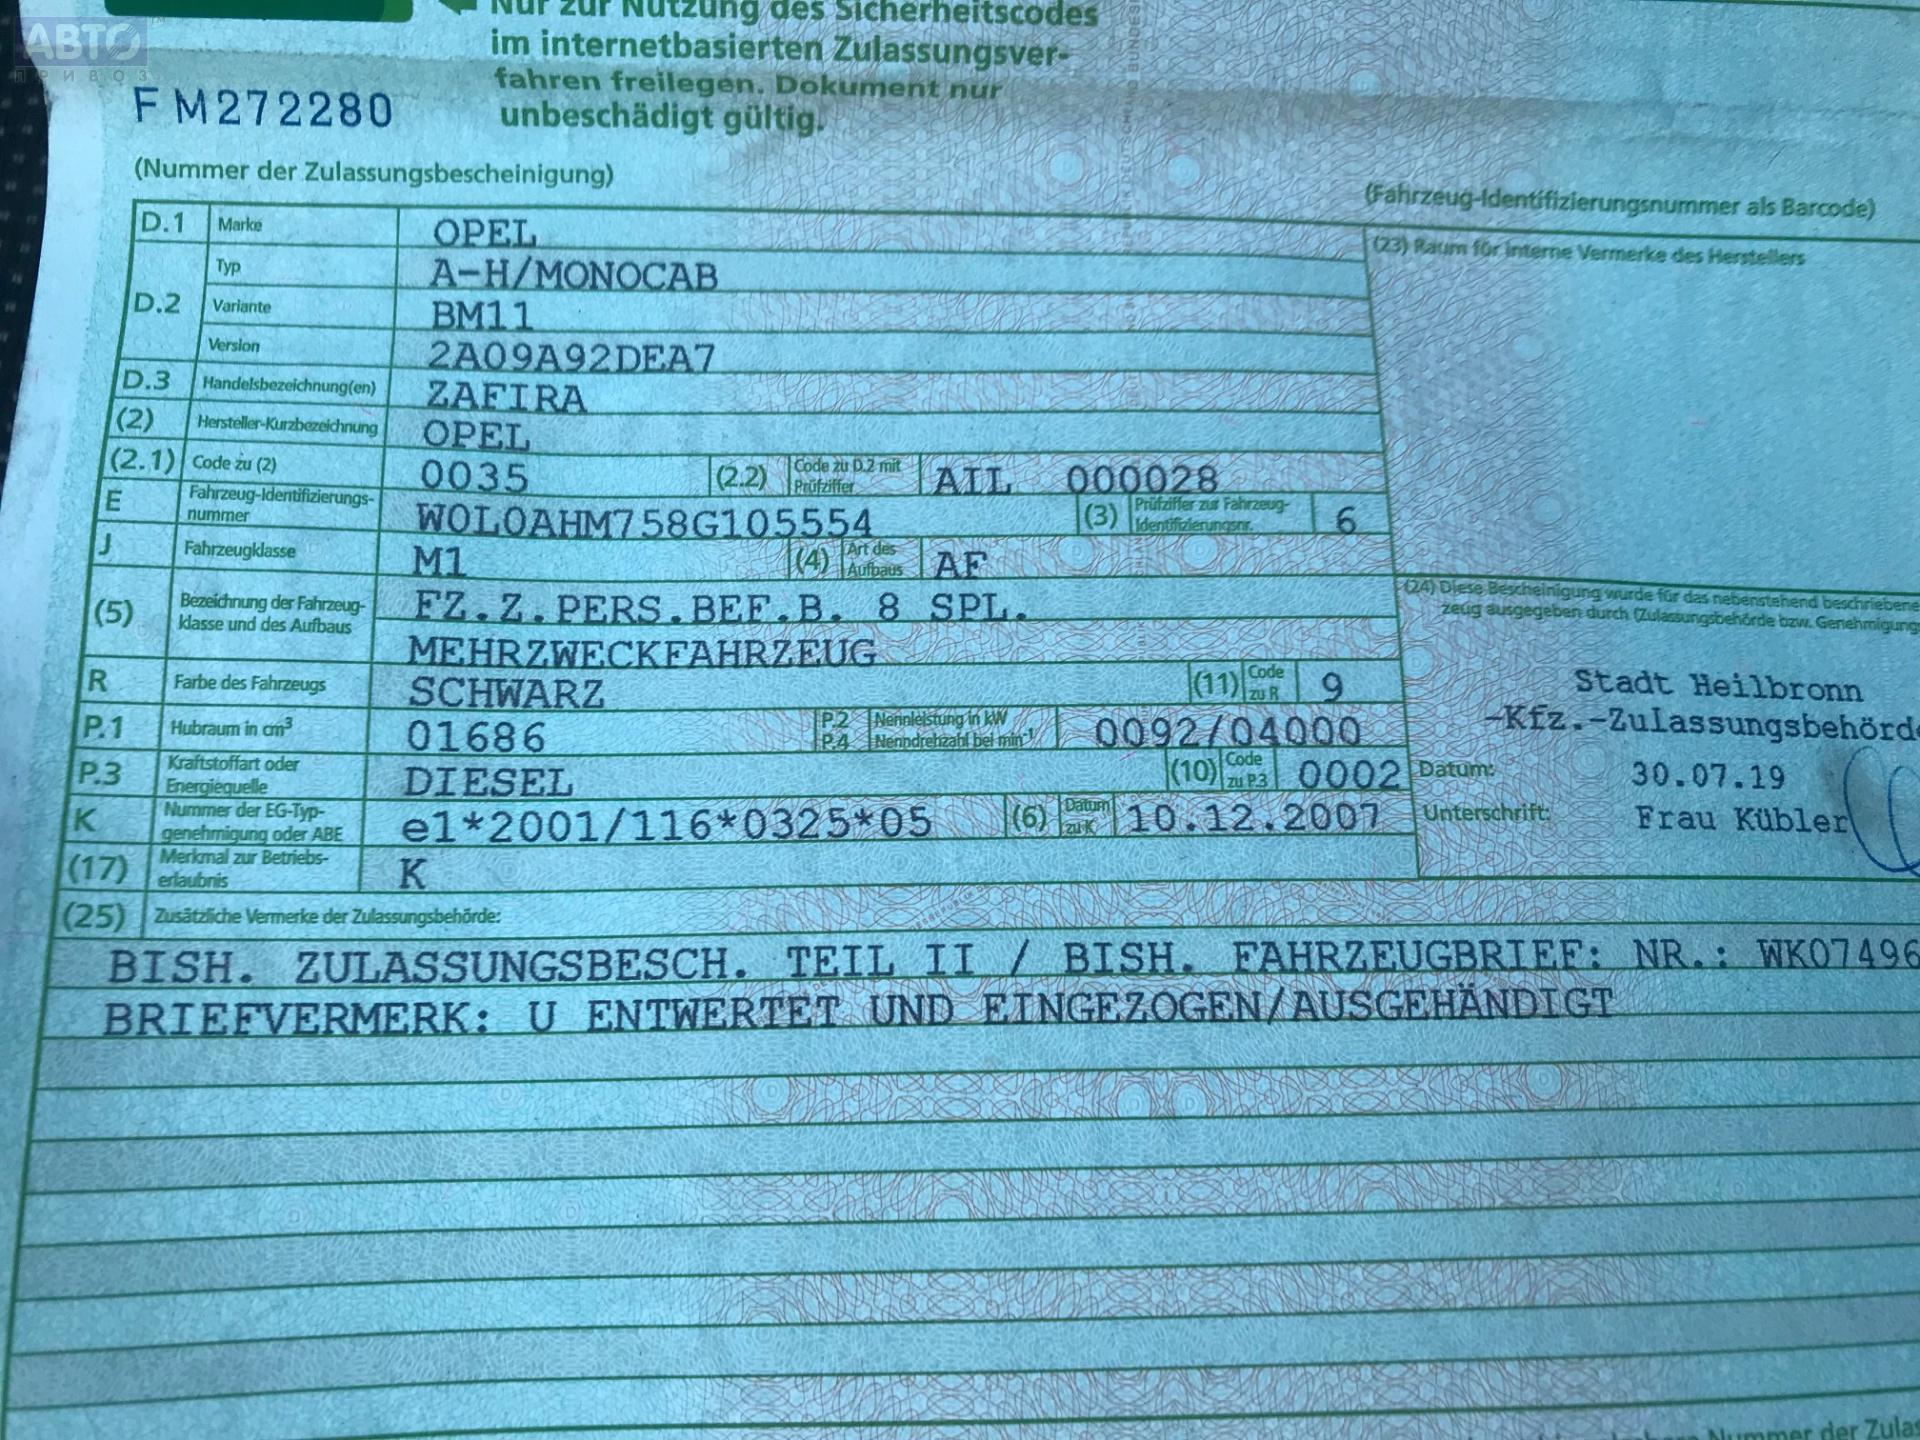 АВТО
ПРИВОЗ
Nur zur Nutzung des Sicherheitscodes
im internetbasierten Zulassungsver-
fahren freilegen. Dokument nur
unbeschädigt gültig.
FM272280
(Nummer der Zulassungsbescheinigung)
(Fahrzeug-Identifizierungsnummer als Barcode)
D.1 Marke OPEL
(23) Raum für interne Vermerke des Herstellers
D.2 Typ A-H/MONOCAB
Variante BM11
Version 2A09A92DEA7
D.3 Handelsbezeichnung(en) ZAFIRA
(2) Hersteller-Kurzbezeichnung OPEL
(2.1) Code zu (2) 0035 (2.2) Code zu D.2 mit Prüfziffer AIL 000028
E Fahrzeug-Identifizierungs-
nummer W0L0AHM758G105554 (3) Prüfziffer zur Fahrzeug-
Identifizierungsnr. 6
J Fahrzeugklasse M1 (4) Art des Aufbaus AF
(5) Bezeichnung der Fahrzeug-
klasse und des Aufbaus FZ.Z.PERS.BEF.B. 8 SPL.
MEHRZWECKFAHRZEUG
R Farbe des Fahrzeugs SCHWARZ (11) Code zu R 9
P.1 Hubraum in cm³ 01686 P.2 Nennleistung in kW
P.4 Nenndrehzahl bei min⁻¹ 0092/04000
P.3 Kraftstoffart oder
Energiequelle DIESEL (10) Code zu P.3 0002
K Nummer der EG-Typ-
genehmigung oder ABE e1*2001/116*0325*05 (6) Datum zu K 10.12.2007
(17) Merkmal zur Betriebs-
erlaubnis K
(24) Diese Bescheinigung wurde für das nebenstehend beschriebene
zeug ausgegeben durch (Zulassungsbehörde bzw. Genehmigungs
Stadt Heilbronn
-Kfz.-Zulassungsbehörde
Datum: 30.07.19
Unterschrift: Frau Kübler
(25) Zusätzliche Vermerke der Zulassungsbehörde:
BISH. ZULASSUNGSBESCH. TEIL II / BISH. FAHRZEUGBRIEF: NR.: WK07496
BRIEFVERMERK: U ENTWERTET UND EINGEZOGEN/AUSGEHÄNDIGT
Nummer der Zulas